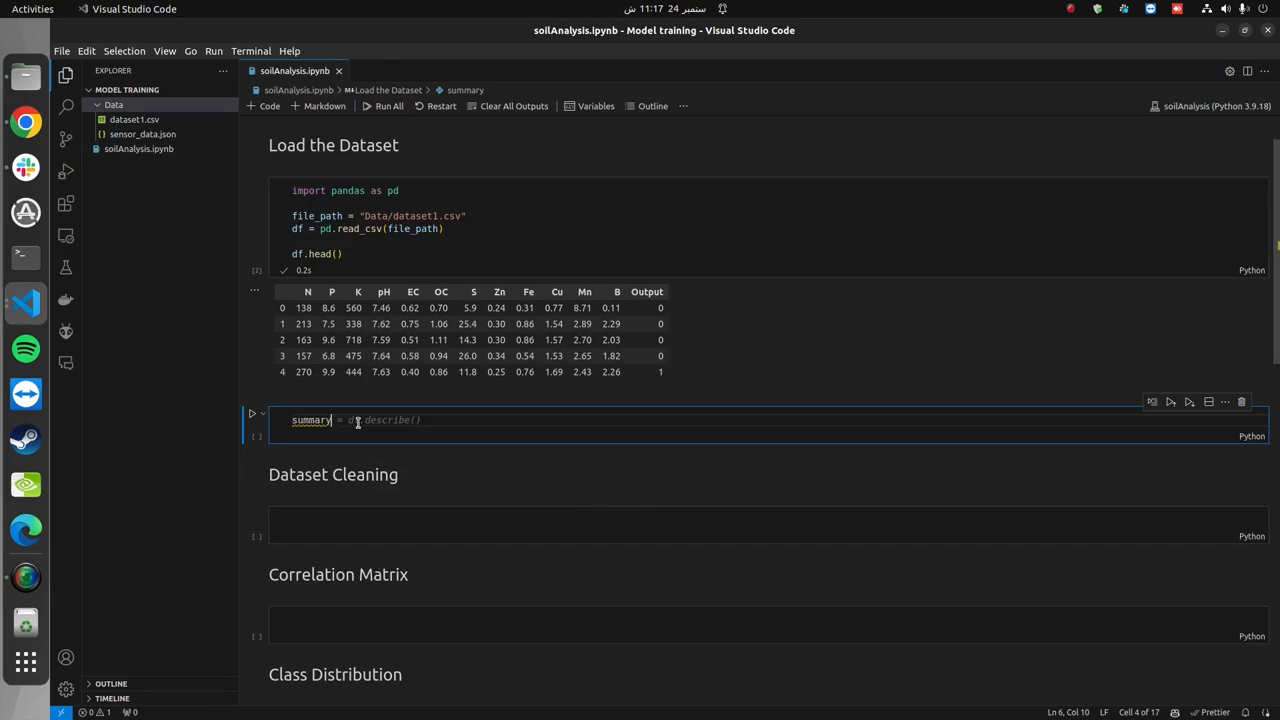 Activities
Visual Studio Code
ستمبر 24 11:17 ش
soilAnalysis.ipynb - Model training - Visual Studio Code
File Edit Selection View Go Run Terminal Help
EXPLORER
MODEL TRAINING
Data
dataset1.csv
sensor_data.json
soilAnalysis.ipynb
OUTLINE
TIMELINE
soilAnalysis.ipynb
soilAnalysis.ipynb > Load the Dataset > summary
+ Code + Markdown Run All Restart Clear All Outputs Variables Outline
soilAnalysis (Python 3.9.18)
Load the Dataset
import pandas as pd
file_path = "Data/dataset1.csv"
df = pd.read_csv(file_path)
df.head()
[2] 0.2s Python
N P K pH EC OC S Zn Fe Cu Mn B Output
0 138 8.6 560 7.46 0.62 0.70 5.9 0.24 0.31 0.77 8.71 0.11 0
1 213 7.5 338 7.62 0.75 1.06 25.4 0.30 0.86 1.54 2.89 2.29 0
2 163 9.6 718 7.59 0.51 1.11 14.3 0.30 0.86 1.57 2.70 2.03 0
3 157 6.8 475 7.64 0.58 0.94 26.0 0.34 0.54 1.53 2.65 1.82 0
4 270 9.9 444 7.63 0.40 0.86 11.8 0.25 0.76 1.69 2.43 2.26 1
summary = df.describe()
[ ] Python
Dataset Cleaning
[ ] Python
Correlation Matrix
[ ] Python
Class Distribution
0 1 0
Ln 6, Col 10 LF Cell 4 of 17 Prettier